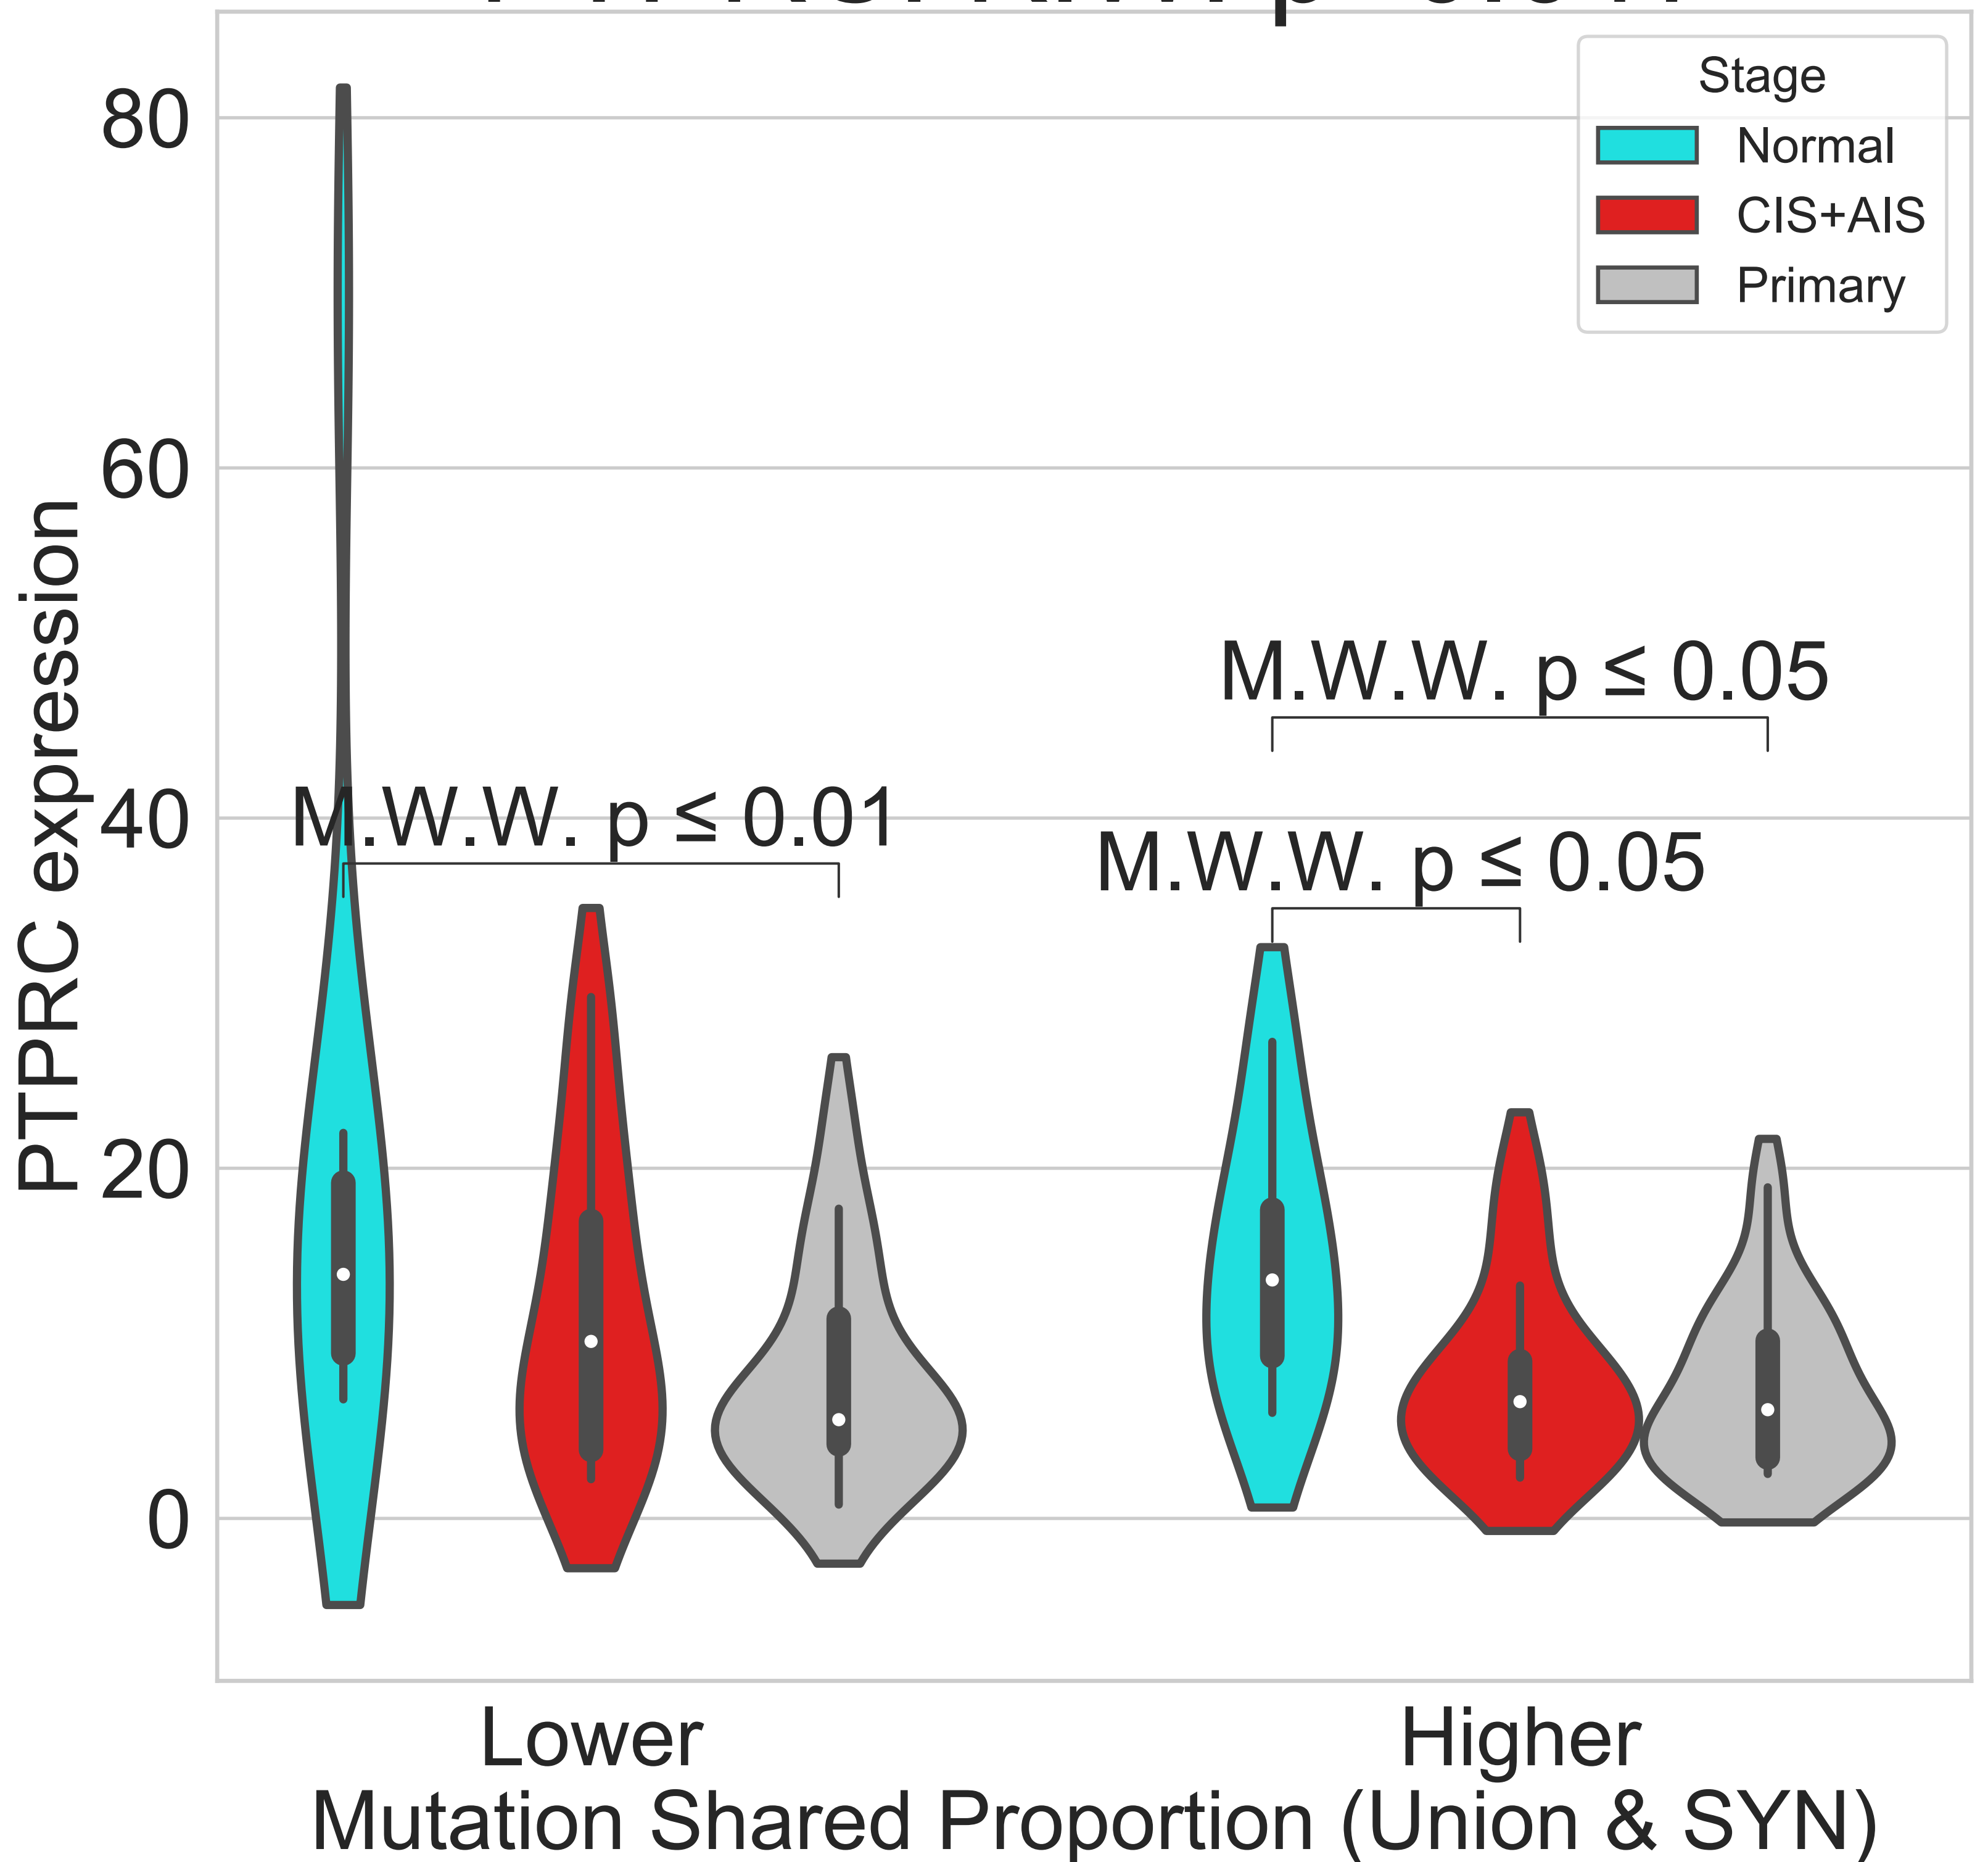 Stage
Normal
CIS+AIS
Primary
80
60
40
20
0
PTPRC expression
M.W.W. p ≤ 0.05
M.W.W. p ≤ 0.01
M.W.W. p ≤ 0.05
Lower
Higher
Mutation Shared Proportion (Union & SYN)